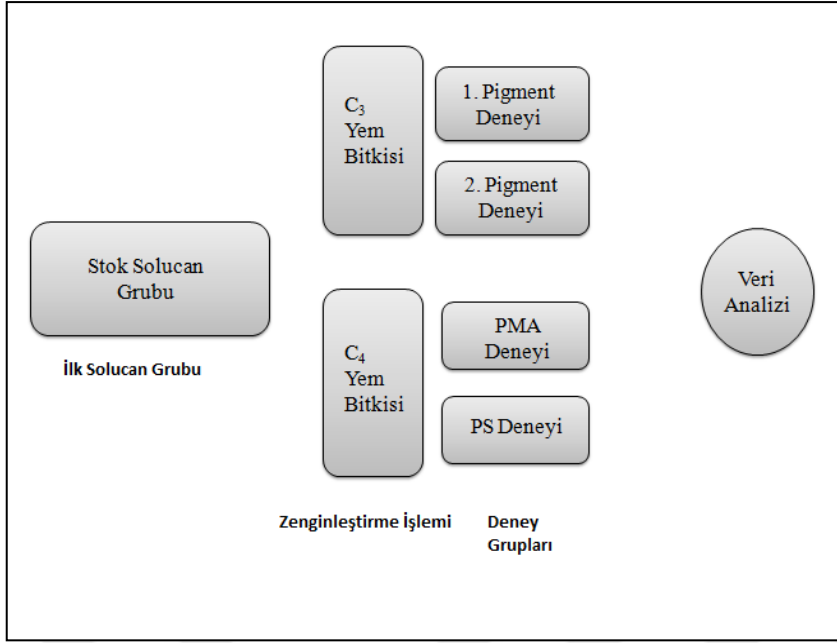 Stok Solucan
Grubu
İlk Solucan Grubu
C₃
Yem
Bitkisi
C₄
Yem
Bitkisi
Zenginleştirme İşlemi
1. Pigment
Deneyi
2. Pigment
Deneyi
PMA
Deneyi
PS Deneyi
Deney
Grupları
Veri
Analizi